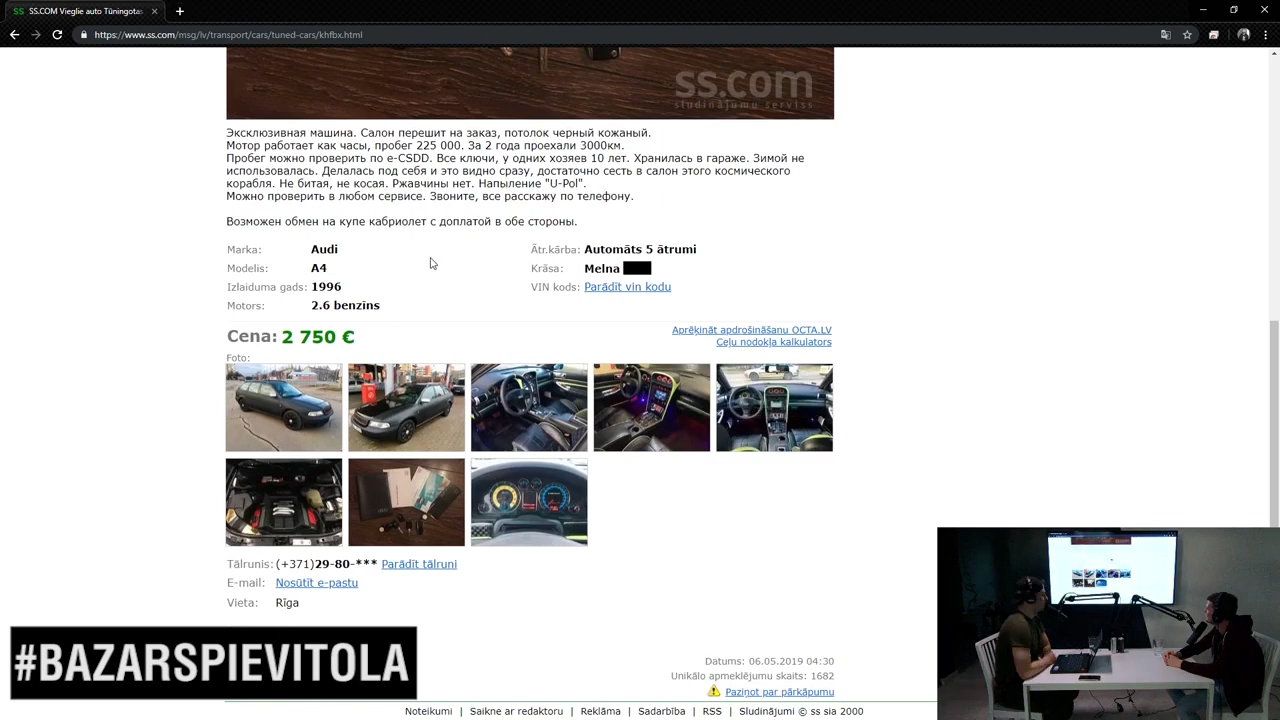 SS SS.COM Vieglie auto Tūningotas
https://www.ss.com/msg/lv/transport/cars/tuned-cars/khfbx.html
ss.com
sludinājumu serviss
Эксклюзивная машина. Салон перешит на заказ, потолок черный кожаный.
Мотор работает как часы, пробег 225 000. За 2 года проехали 3000км.
Пробег можно проверить по e-CSDD. Все ключи, у одних хозяев 10 лет. Хранилась в гараже. Зимой не
использовалась. Делалась под себя и это видно сразу, достаточно сесть в салон этого космического
корабля. Не битая, не косая. Ржавчины нет. Напыление "U-Pol".
Можно проверить в любом сервисе. Звоните, все расскажу по телефону.
Возможен обмен на купе кабриолет с доплатой в обе стороны.
Marka: Audi Ātr.kārba: Automāts 5 ātrumi
Modelis: A4 Krāsa: Melna
Izlaiduma gads: 1996 VIN kods: Parādīt vin kodu
Motors: 2.6 benzīns
Cena: 2 750 € Aprēķināt apdrošināšanu OCTA.LV
Ceļu nodokļa kalkulators
Foto:
Tālrunis: (+371)29-80-*** Parādīt tālruni
E-mail: Nosūtīt e-pastu
Vieta: Rīga
#BAZARSPIEVITOLA
Datums: 06.05.2019 04:30
Unikālo apmeklējumu skaits: 1682
Paziņot par pārkāpumu
Noteikumi | Saikne ar redaktoru | Reklāma | Sadarbība | RSS | Sludinājumi © ss sia 2000